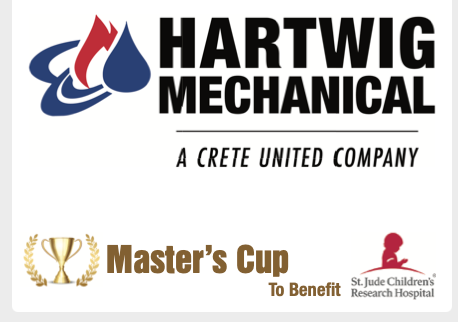 HARTWIG
MECHANICAL
A CRETE UNITED COMPANY
Master's Cup
To Benefit
St. Jude Children's
Research Hospital